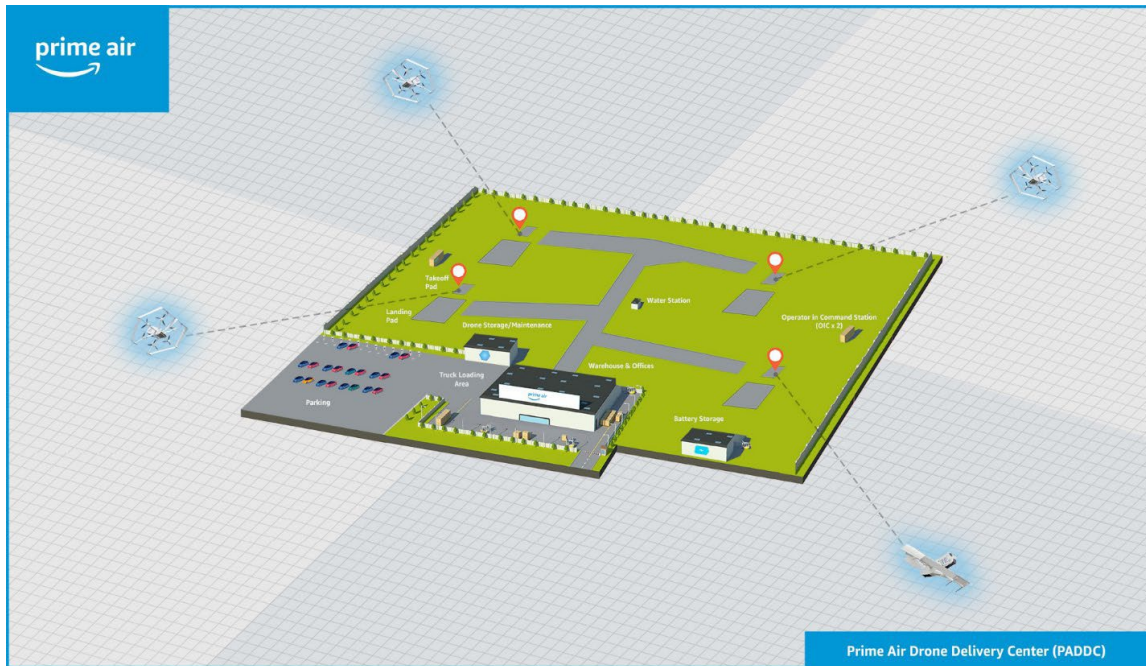 prime air
Takeoff
Pad
Landing
Pad
Drone Storage/Maintenance
Water Station
Operator in Command Station
(OIC x 2)
Truck Loading
Area
Warehouse & Offices
Parking
prime air
Battery Storage
Prime Air Drone Delivery Center (PADDC)